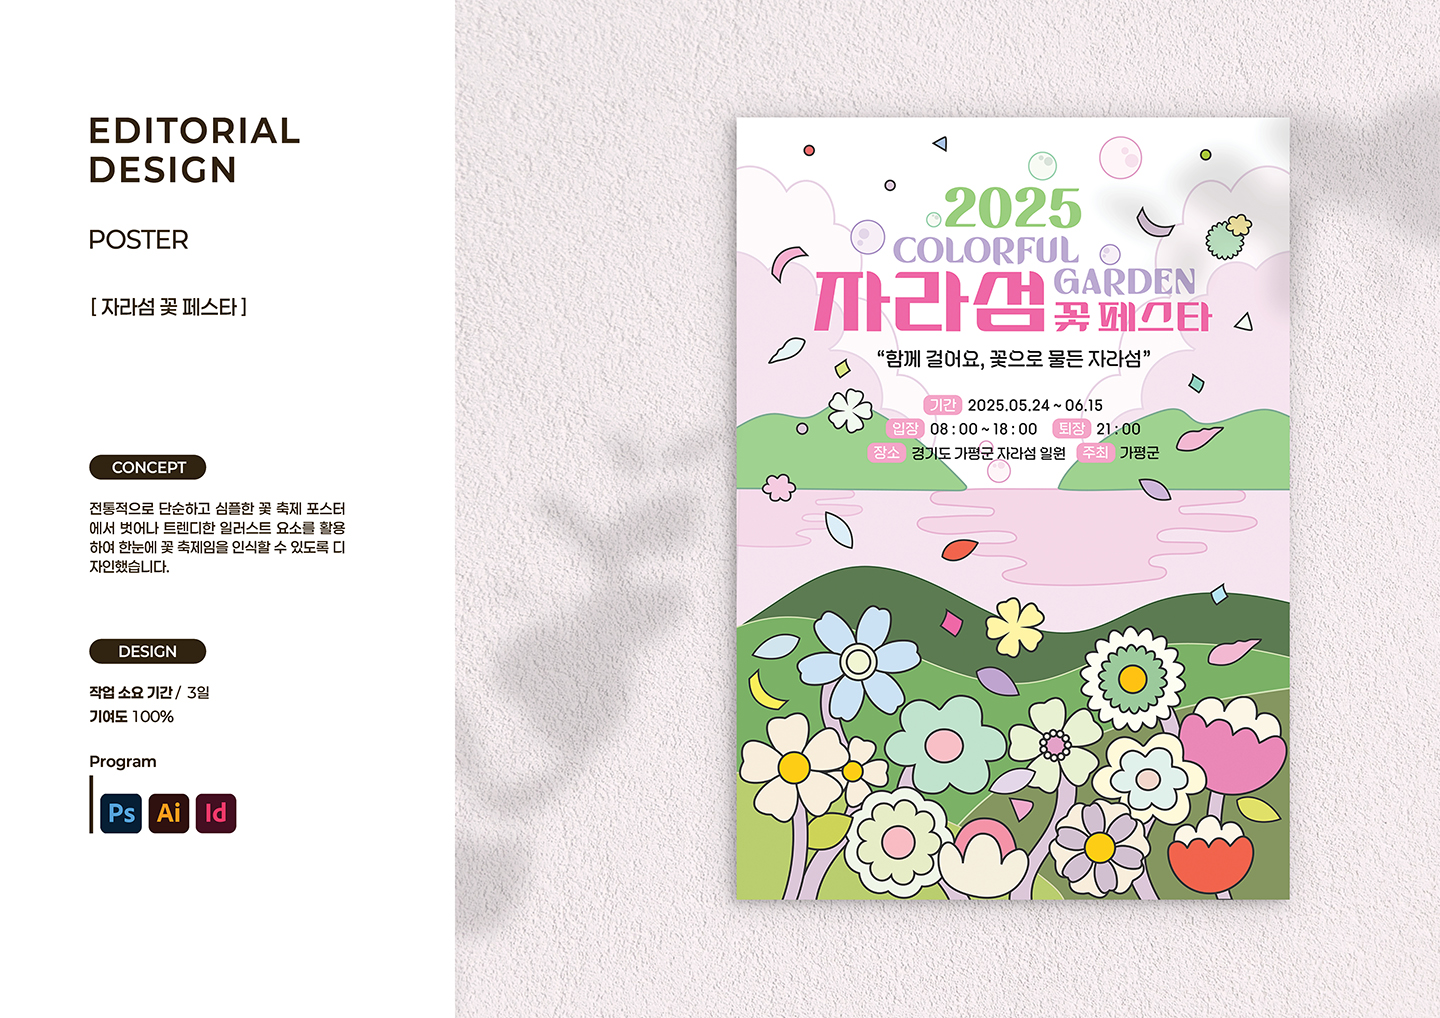 EDITORIAL
DESIGN
POSTER
[ 자라섬 꽃 페스타 ]
CONCEPT
전통적으로 단순하고 심플한 꽃 축제 포스터
에서 벗어나 트렌디한 일러스트 요소를 활용
하여 한눈에 꽃 축제임을 인식할 수 있도록 디
자인했습니다.
DESIGN
작업 소요 기간 / 3일
기여도 100%
Program
Ps Ai Id
2025
COLORFUL
GARDEN
자라섬 꽃 페스타
“함께 걸어요, 꽃으로 물든 자라섬”
기간 2025.05.24 ~ 06.15
입장 08 : 00 ~ 18 : 00 퇴장 21 : 00
장소 경기도 가평군 자라섬 일원 주최 가평군